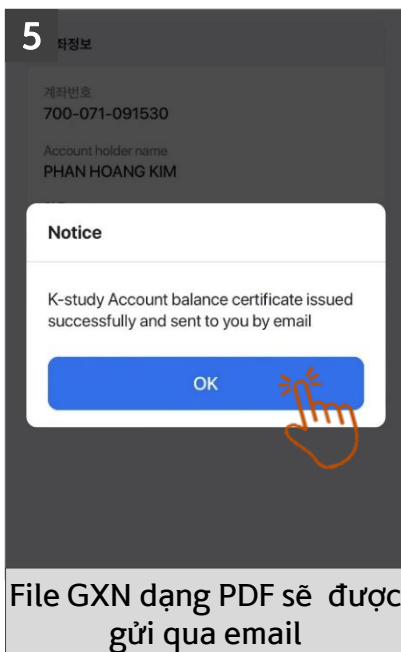 5
좌정보
계좌번호
700-071-091530
Account holder name
PHAN HOANG KIM
Notice
K-study Account balance certificate issued
successfully and sent to you by email
OK
File GXN dạng PDF sẽ được
gửi qua email